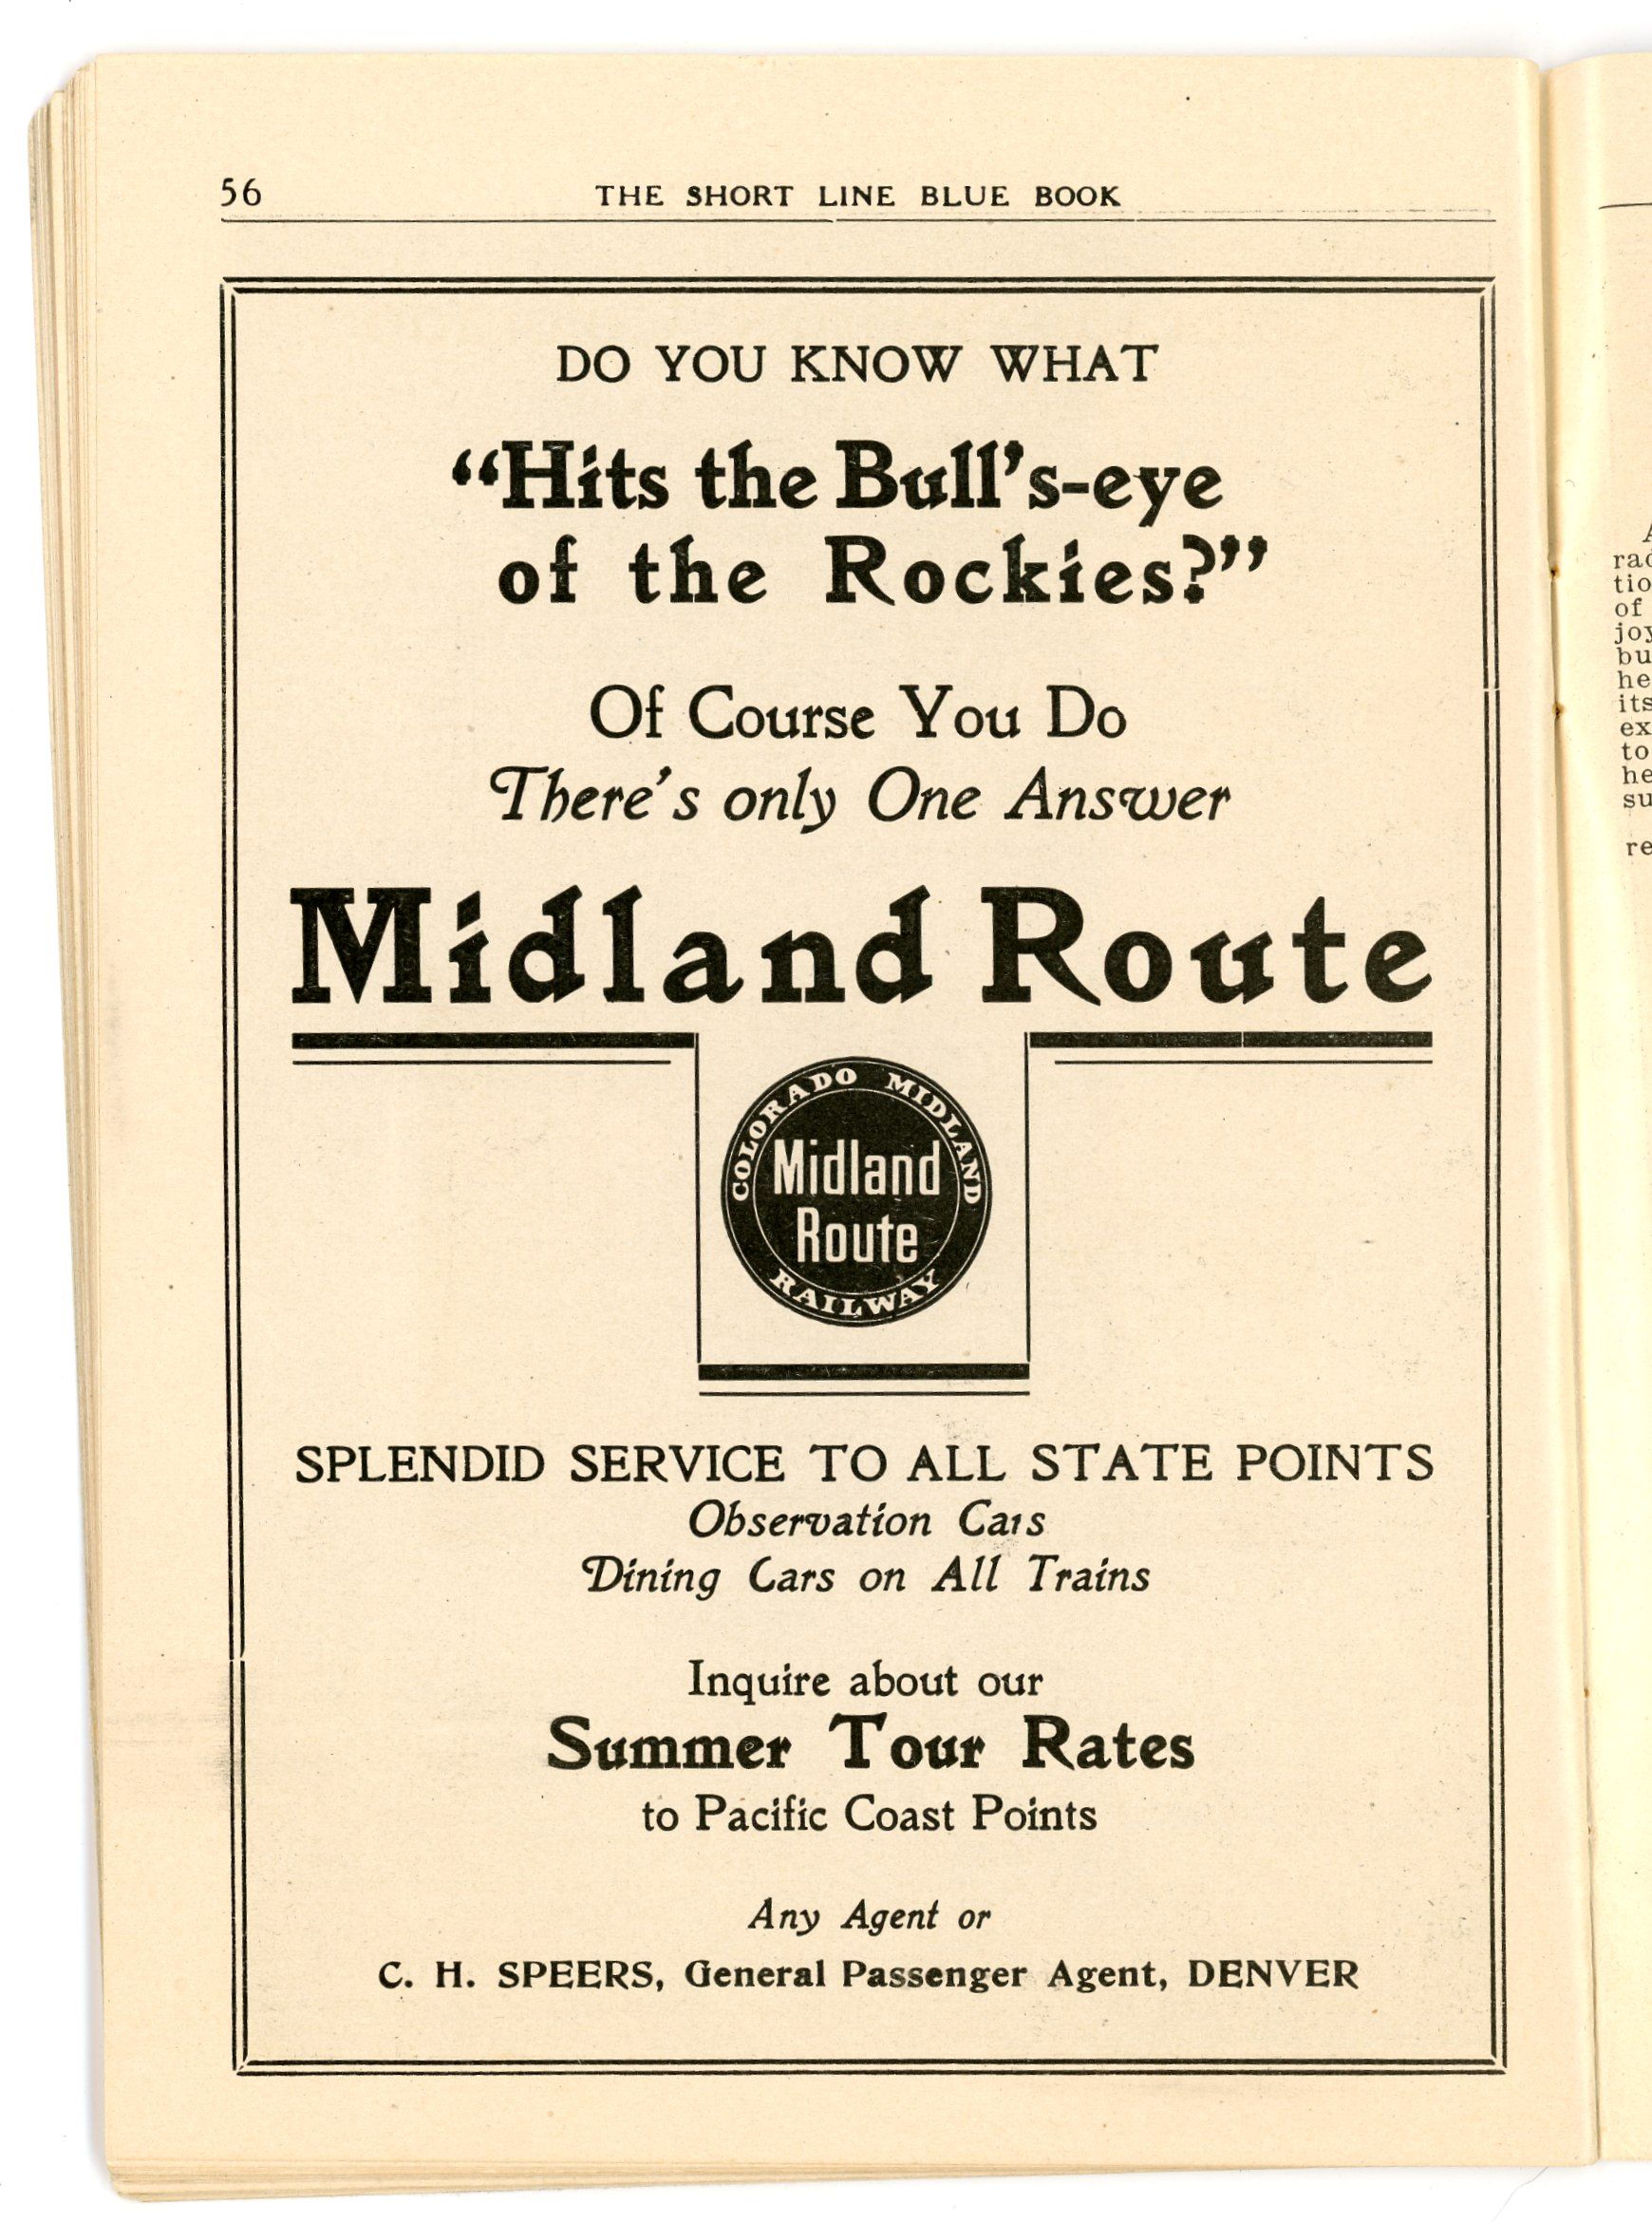 56
THE SHORT LINE BLUE BOOK
DO YOU KNOW WHAT
“Hits the Bull’s-eye
of the Rockies?”
Of Course You Do
There’s only One Answer
Midland Route
COLORADO MIDLAND
Midland
Route
RAILWAY
SPLENDID SERVICE TO ALL STATE POINTS
Observation Cars
Dining Cars on All Trains
Inquire about our
Summer Tour Rates
to Pacific Coast Points
Any Agent or
C. H. SPEERS, General Passenger Agent, DENVER
of
to